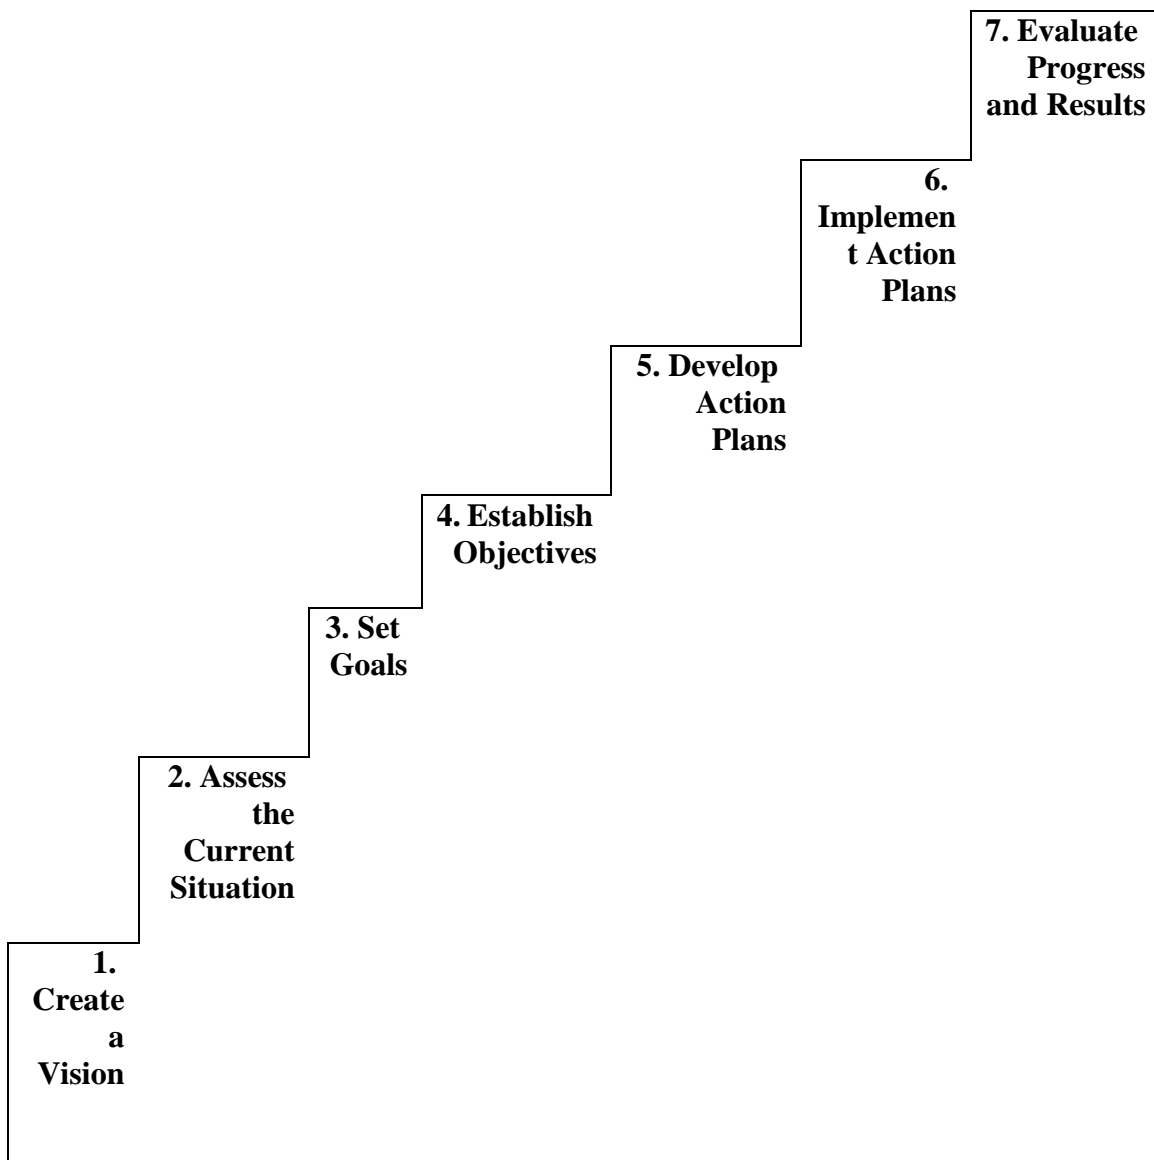 7. Evaluate
Progress
and Results
6.
Implemen
t Action
Plans
5. Develop
Action
Plans
4. Establish
Objectives
3. Set
Goals
2. Assess
the
Current
Situation
1.
Create
a
Vision